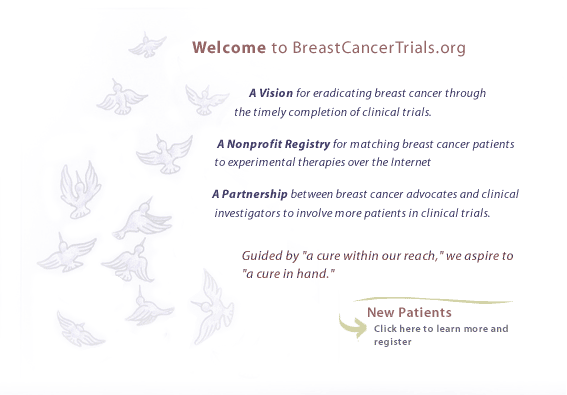 Welcome to BreastCancerTrials.org
A Vision for eradicating breast cancer through
the timely completion of clinical trials.
A Nonprofit Registry for matching breast cancer patients
to experimental therapies over the Internet
A Partnership between breast cancer advocates and clinical
investigators to involve more patients in clinical trials.
Guided by "a cure within our reach," we aspire to
"a cure in hand."
New Patients
Click here to learn more and
register